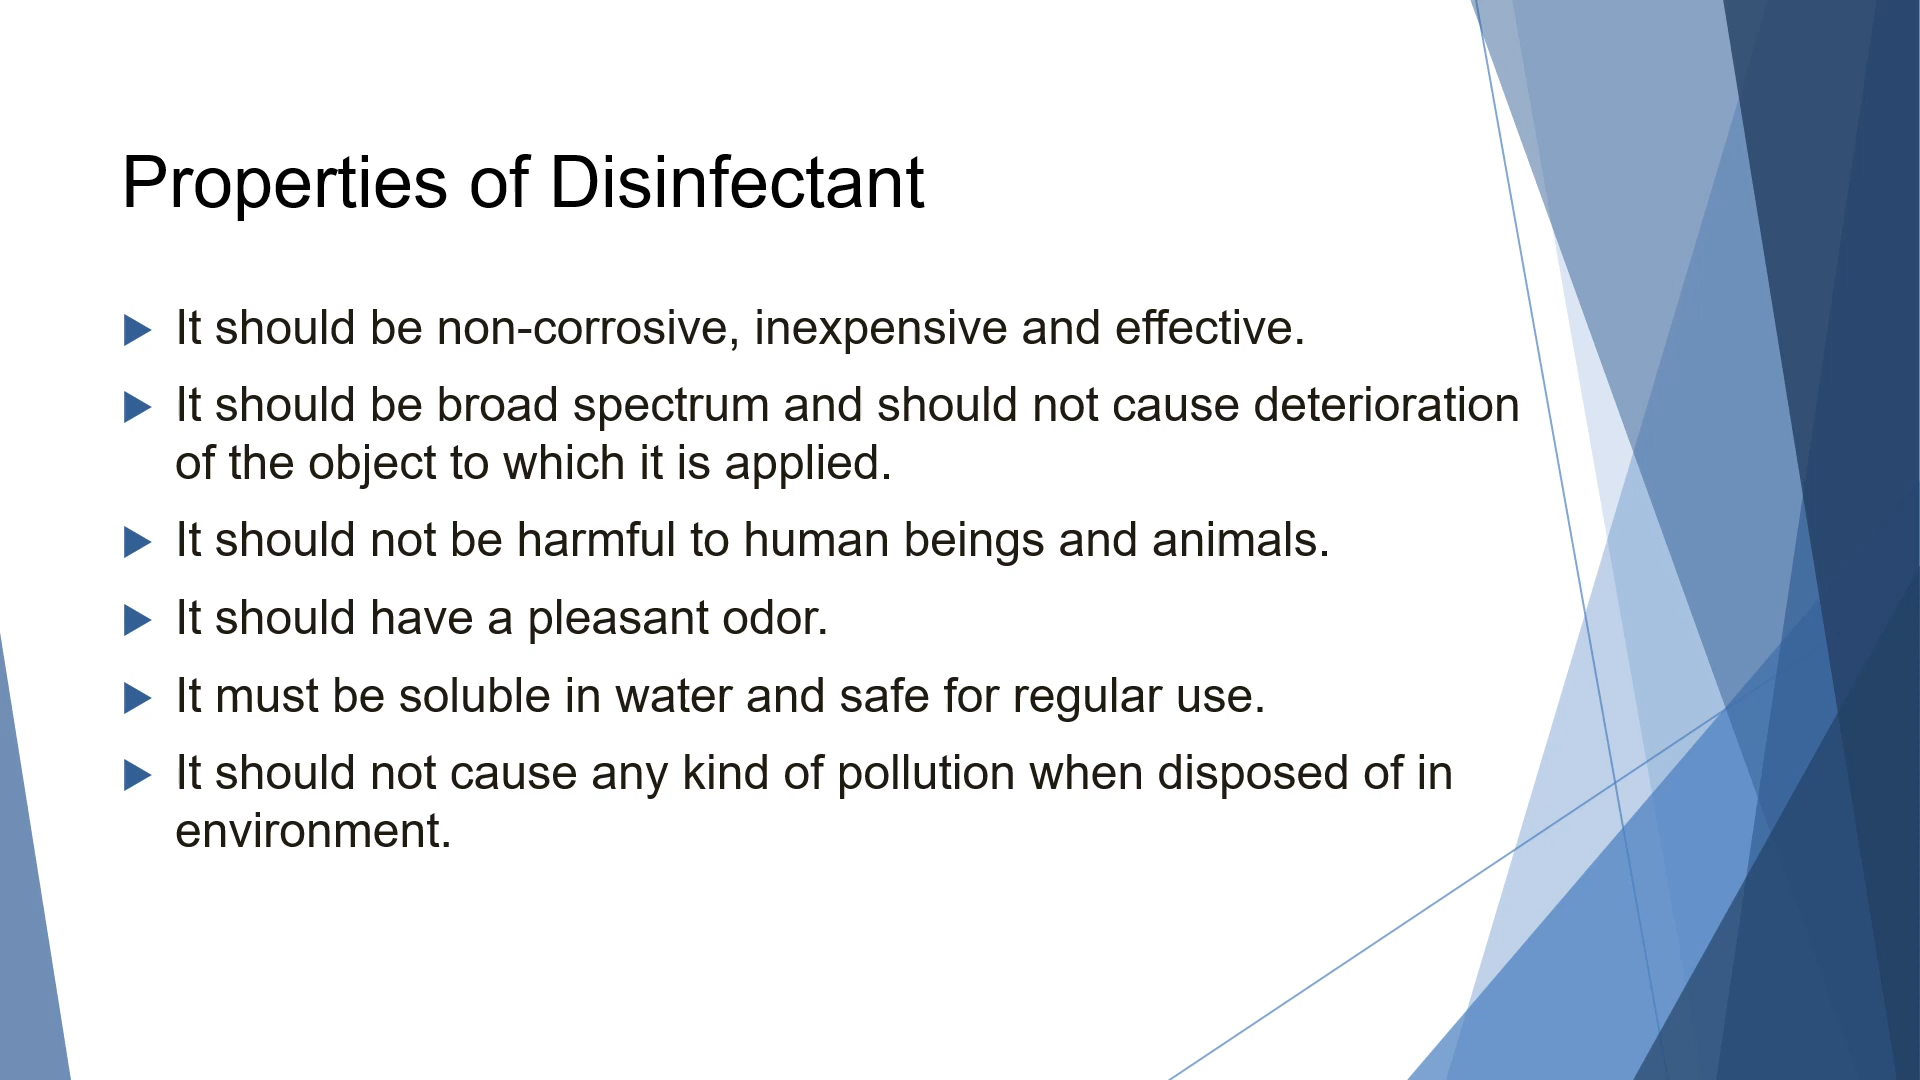 Properties of Disinfectant
It should be non-corrosive, inexpensive and effective.
It should be broad spectrum and should not cause deterioration
of the object to which it is applied.
It should not be harmful to human beings and animals.
It should have a pleasant odor.
It must be soluble in water and safe for regular use.
It should not cause any kind of pollution when disposed of in
environment.